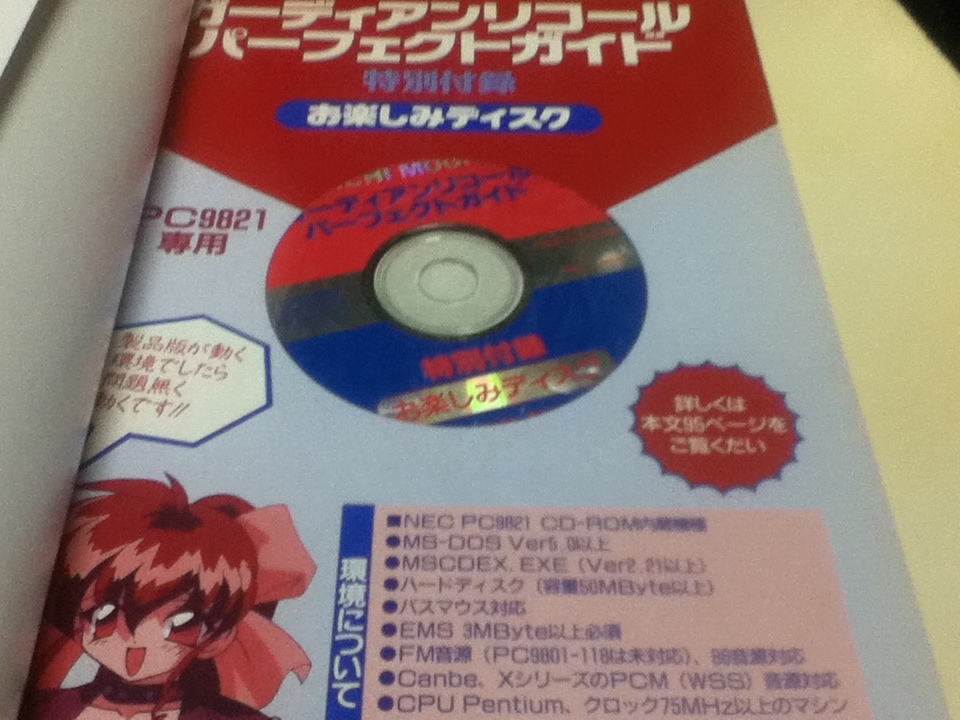 ガーディアンリコール
パーフェクトガイド
特別付録
お楽しみディスク
ーディアンリコール
パーフェクトガイド
特別付録
お楽しみディスク
PC9821
専用
製品版が動く
環境でしたら
問題無く
動くです!!
詳しくは
本文95ページを
ご覧くだい
環境について
■NEC PC9821 CD-ROM内蔵機種
●MS-DOS Ver5.0以上
●MSCDEX.EXE (Ver2.21以上)
●ハードディスク (容量50MByte以上)
●バスマウス対応
●EMS 3MByte以上必須
●FM音源 (PC9801-118は未対応)、86音源対応
●Canbe、XシリーズのPCM (WSS) 音源対応
●CPU Pentium、クロック75MHz以上のマシン